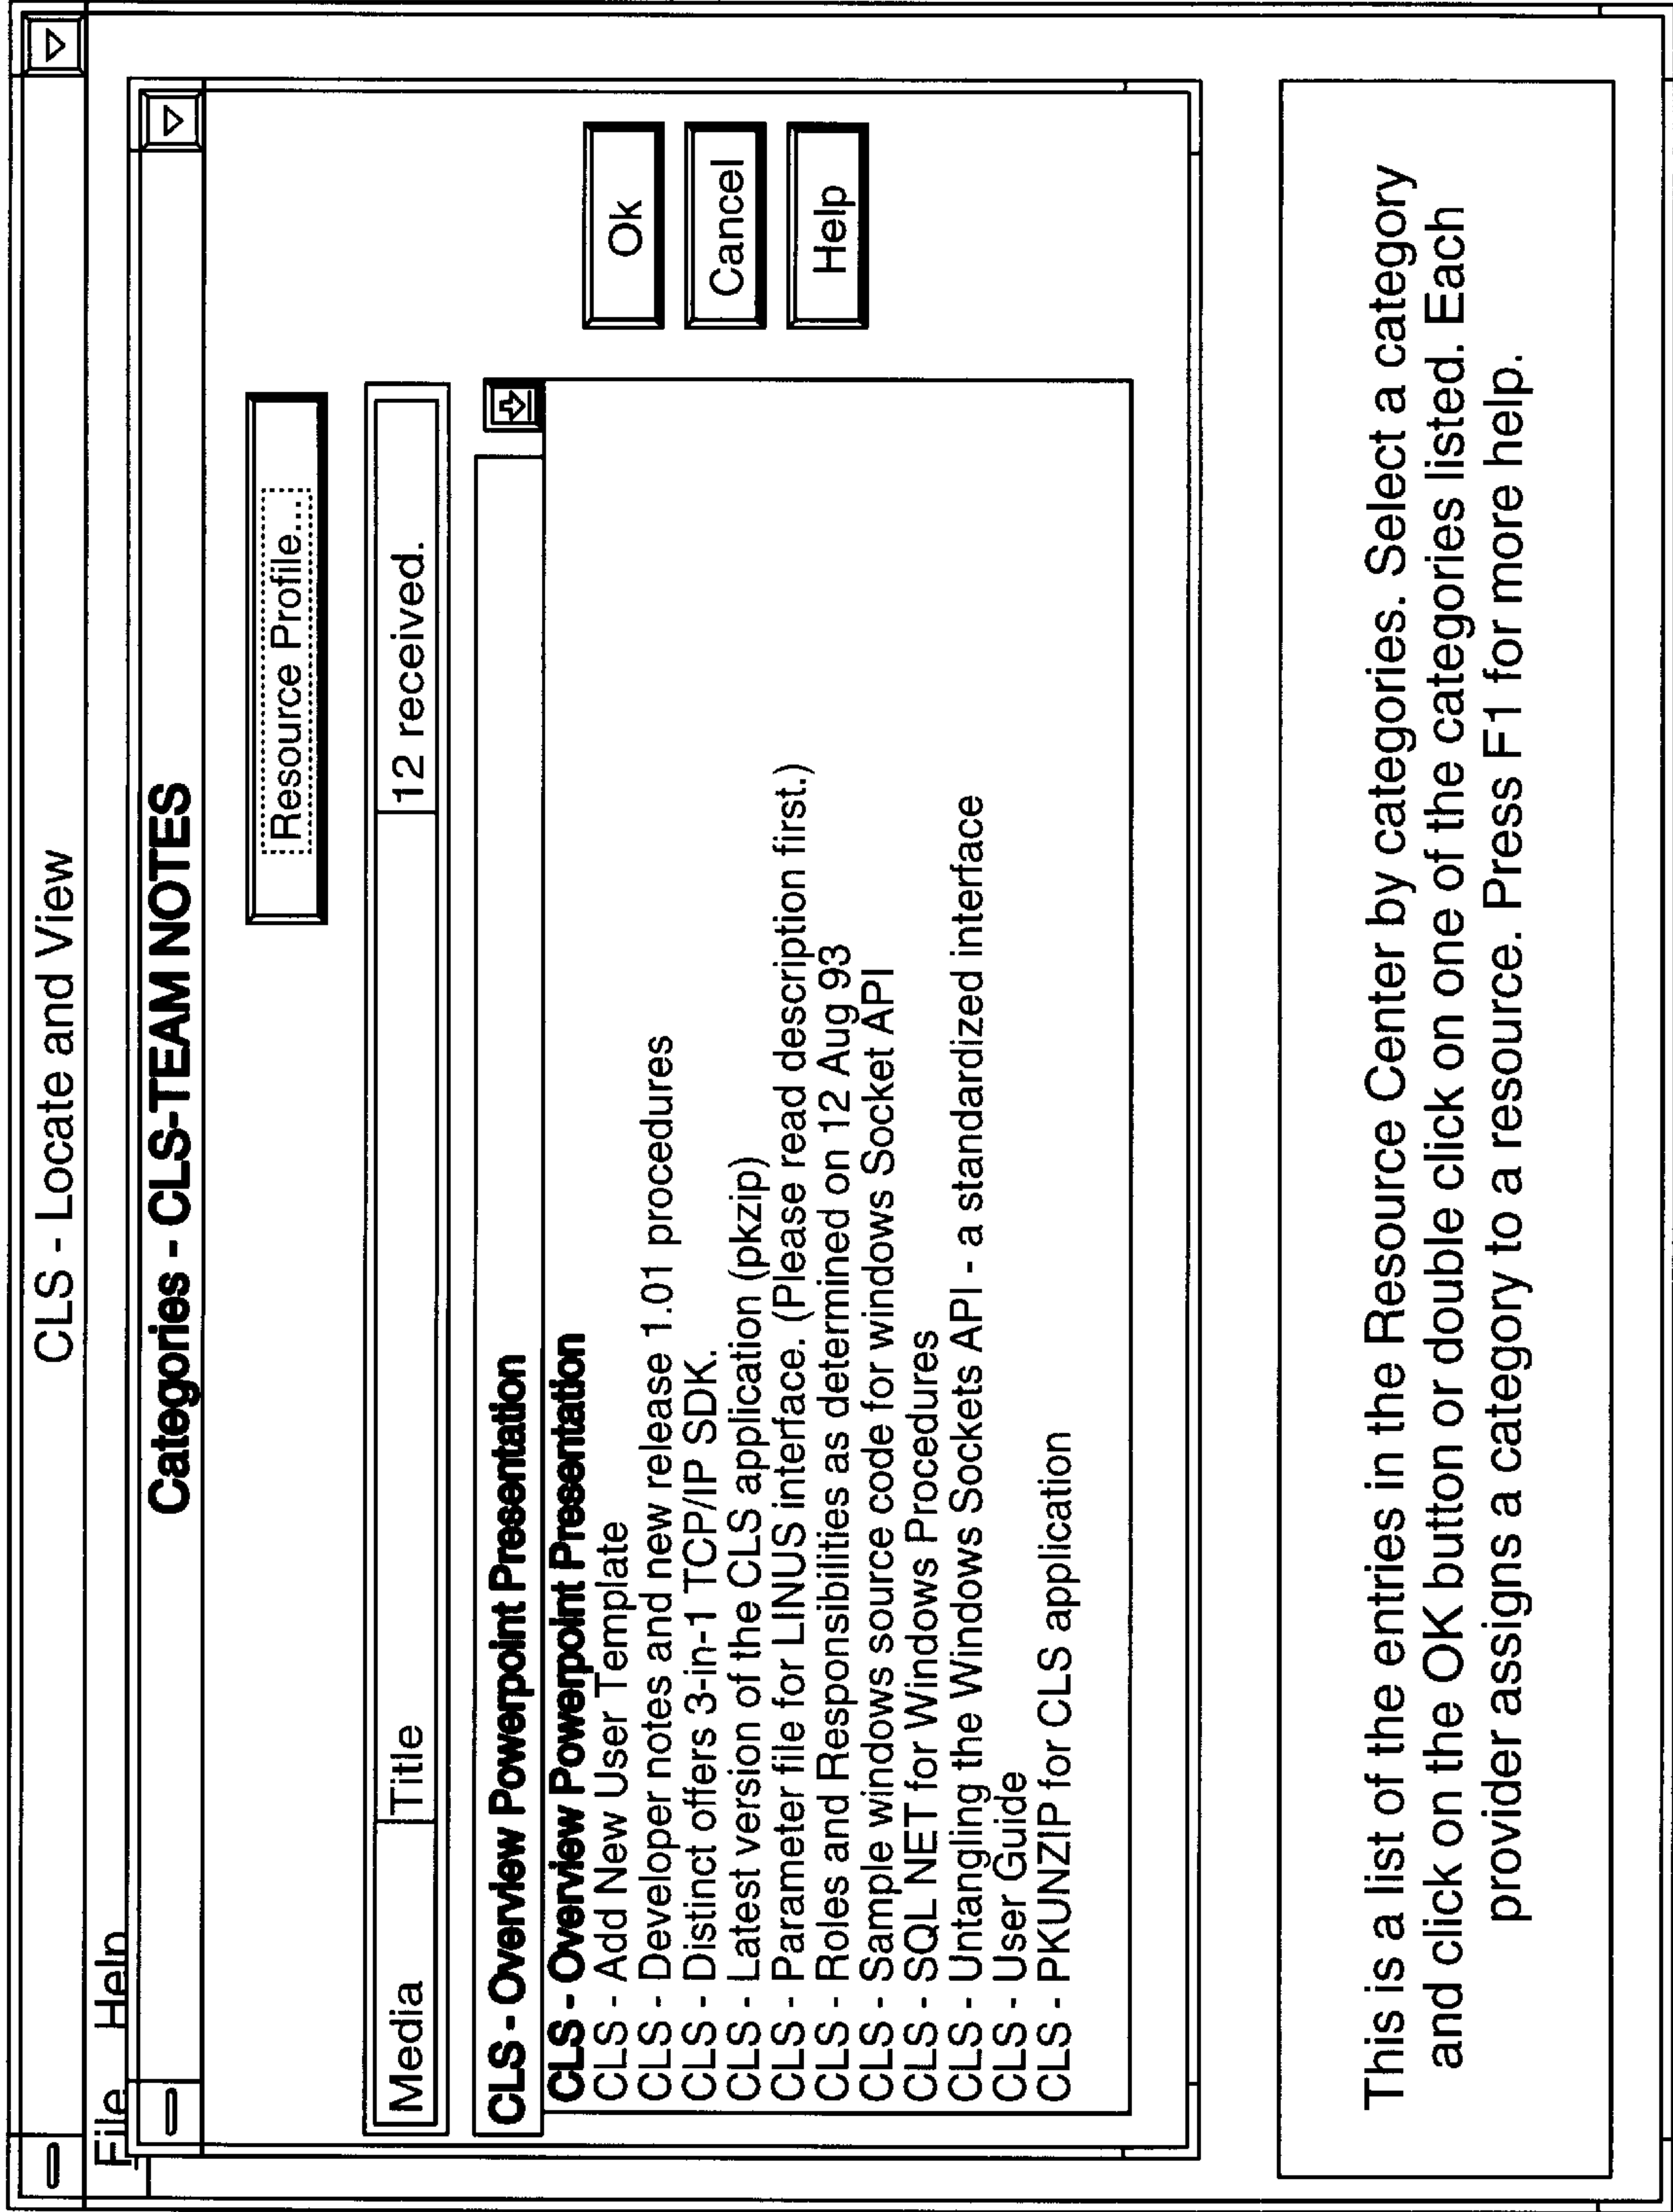 CLS - Locate and View
File Help
Categories - CLS-TEAM NOTES
Resource Profile...
Media Title 12 received.
CLS - Overview Powerpoint Presentation
CLS - Overview Powerpoint Presentation
CLS - Add New User Template
CLS - Developer notes and new release 1.01 procedures
CLS - Distinct offers 3-in-1 TCP/IP SDK.
CLS - Latest version of the CLS application (pkzip)
CLS - Parameter file for LINUS interface. (Please read description first.)
CLS - Roles and Responsibilities as determined on 12 Aug 93
CLS - Sample windows source code for windows Socket API
CLS - SQL NET for Windows Procedures
CLS - Untangling the Windows Sockets API - a standardized interface
CLS - User Guide
CLS - PKUNZIP for CLS application
Ok
Cancel
Help
This is a list of the entries in the Resource Center by categories. Select a category
and click on the OK button or double click on one of the categories listed. Each
provider assigns a category to a resource. Press F1 for more help.